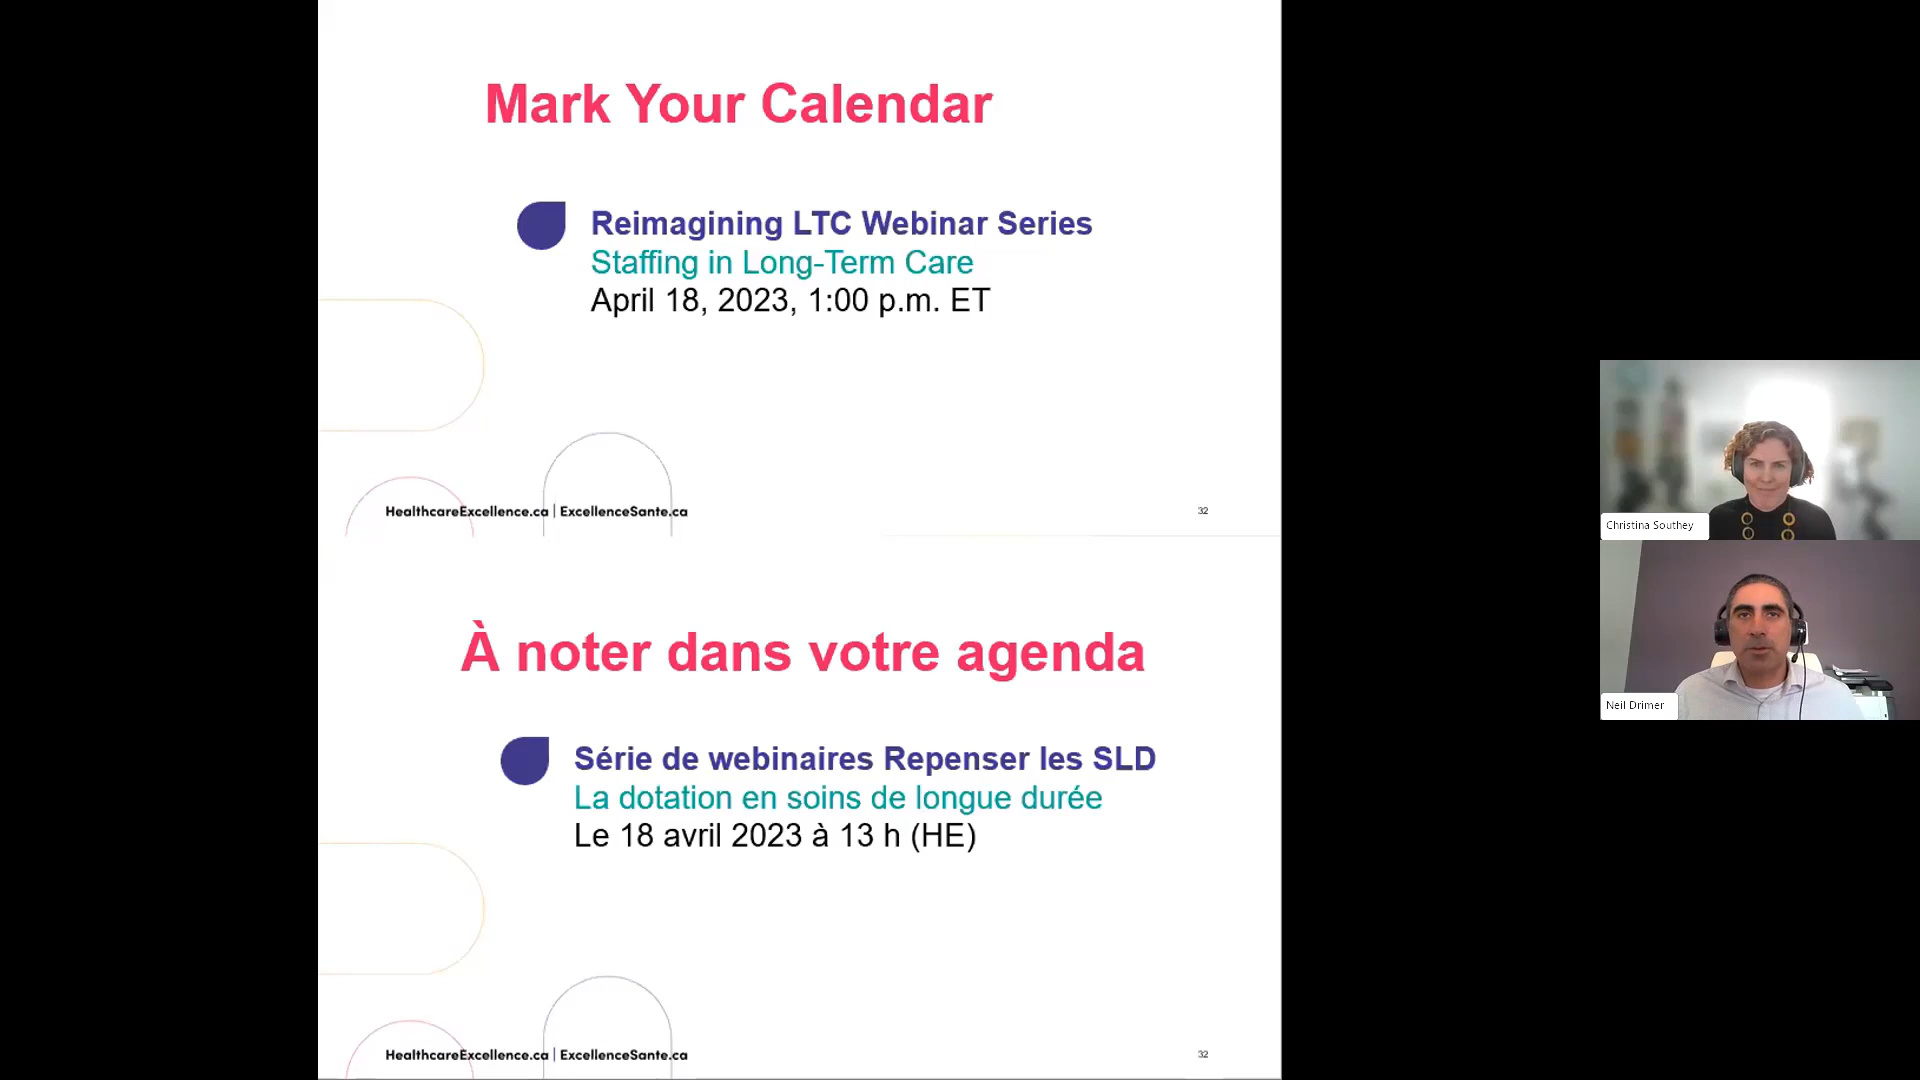 Mark Your Calendar
Reimagining LTC Webinar Series
Staffing in Long-Term Care
April 18, 2023, 1:00 p.m. ET
HealthcareExcellence.ca | ExcellenceSante.ca
32
À noter dans votre agenda
Série de webinaires Repenser les SLD
La dotation en soins de longue durée
Le 18 avril 2023 à 13 h (HE)
HealthcareExcellence.ca | ExcellenceSante.ca
32
Christina Southey
Neil Drimer